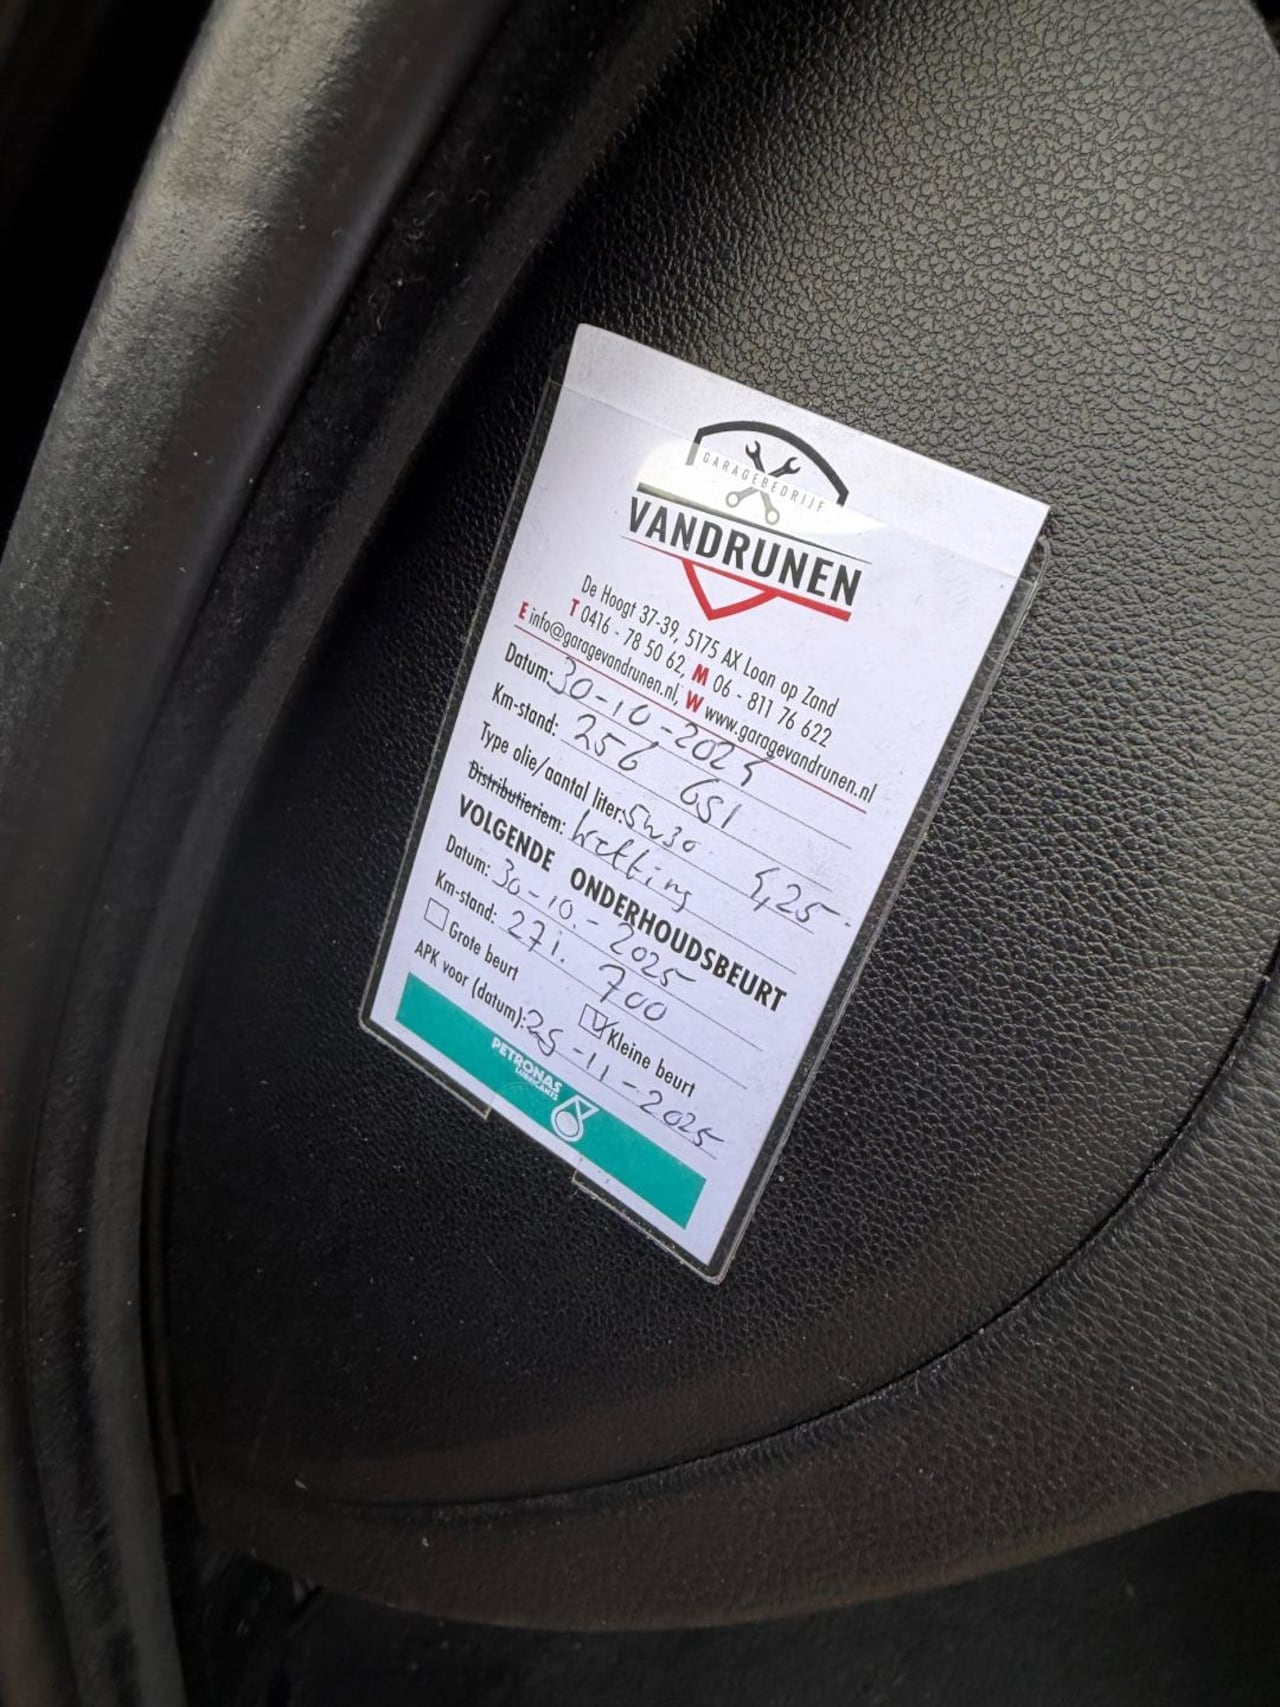 GARAGEBEDRIJF
VANDRUNEN
De Hoogt 37-39, 5175 AX Loon op Zand
T 0416 - 78 50 62, M 06 - 811 76 622
E info@garagevandrunen.nl, W www.garagevandrunen.nl
Datum: 30-10-2024
Km-stand: 256 651
Type olie/aantal liter: 5w30 4,25
Distributieriem: ketting
VOLGENDE ONDERHOUDSBEURT
Datum: 30-10-2025
Km-stand: 271.700
Grote beurt Kleine beurt
APK voor (datum): 25-11-2025
PETRONAS
LUBRICANTS